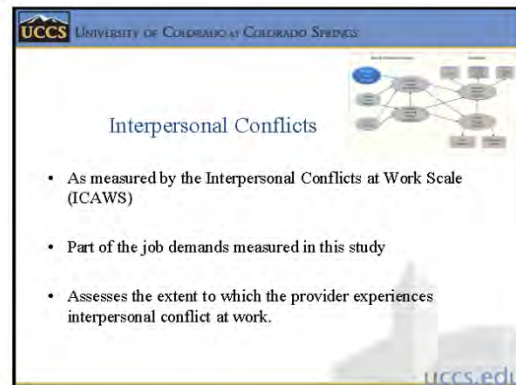 UCCS UNIVERSITY OF COLORADO AT COLORADO SPRINGS
Interpersonal Conflicts
• As measured by the Interpersonal Conflicts at Work Scale
(ICAWS)
• Part of the job demands measured in this study
• Assesses the extent to which the provider experiences
interpersonal conflict at work.
uccs.edu